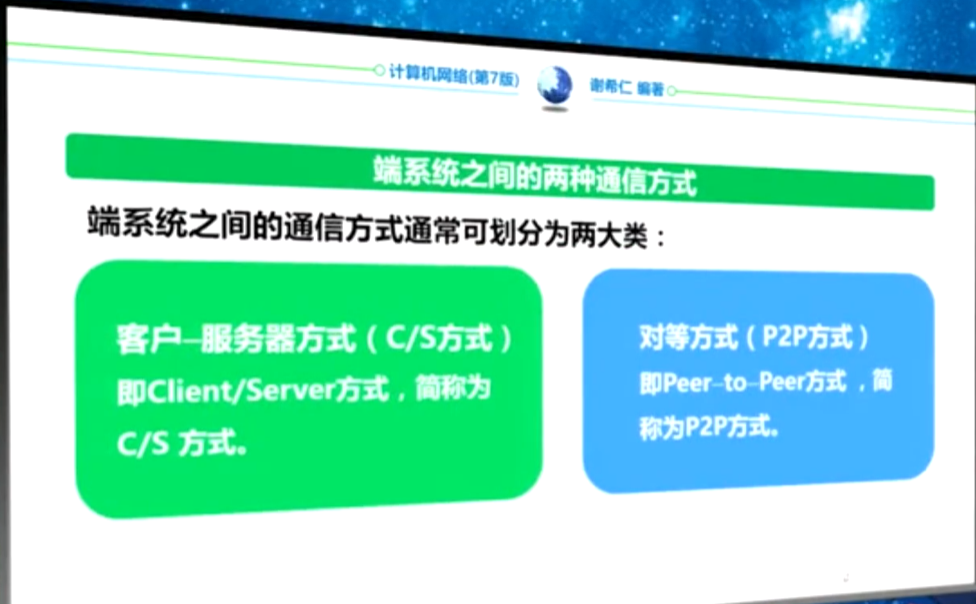 计算机网络(第7版)
谢希仁 编著
端系统之间的两种通信方式
端系统之间的通信方式通常可划分为两大类：
客户–服务器方式（C/S方式）
即Client/Server方式，简称为
C/S 方式。
对等方式（P2P方式）
即Peer–to–Peer方式 ，简
称为P2P方式。